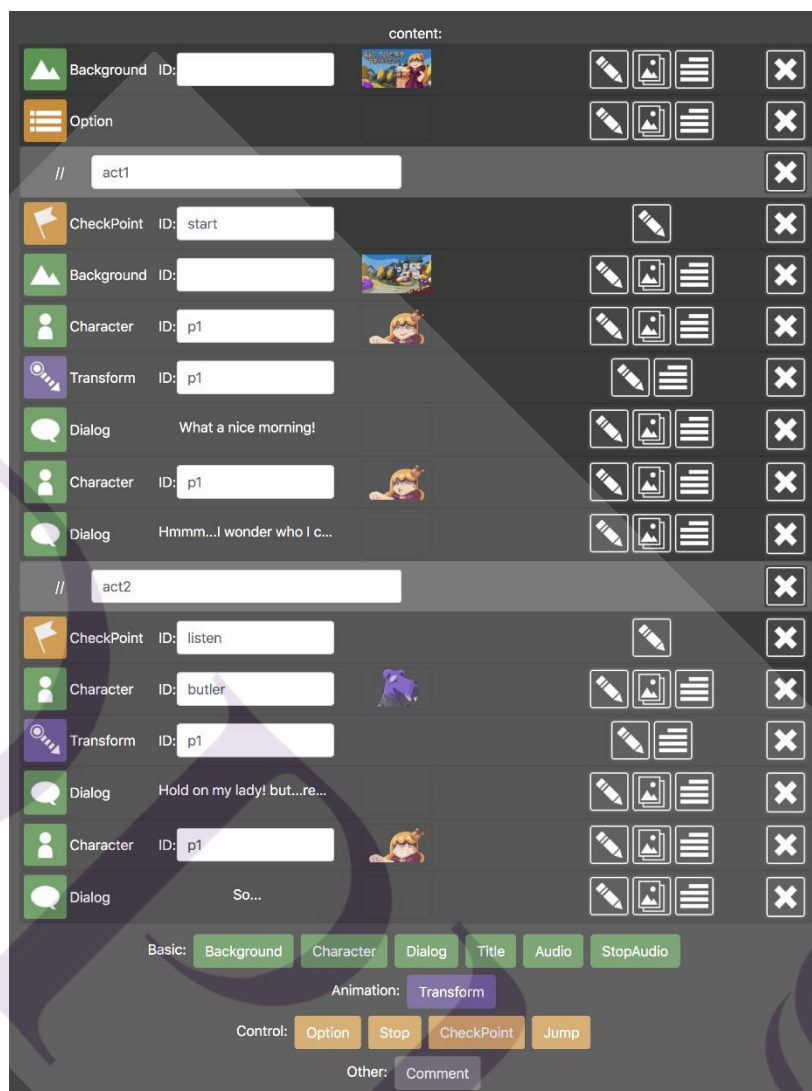 content:
Background ID:
Option
// act1
CheckPoint ID: start
Background ID:
Character ID: p1
Transform ID: p1
Dialog What a nice morning!
Character ID: p1
Dialog Hmmm...I wonder who I c...
// act2
CheckPoint ID: listen
Character ID: butler
Transform ID: p1
Dialog Hold on my lady! but...re...
Character ID: p1
Dialog So...
Basic: Background Character Dialog Title Audio StopAudio
Animation: Transform
Control: Option Stop CheckPoint Jump
Other: Comment